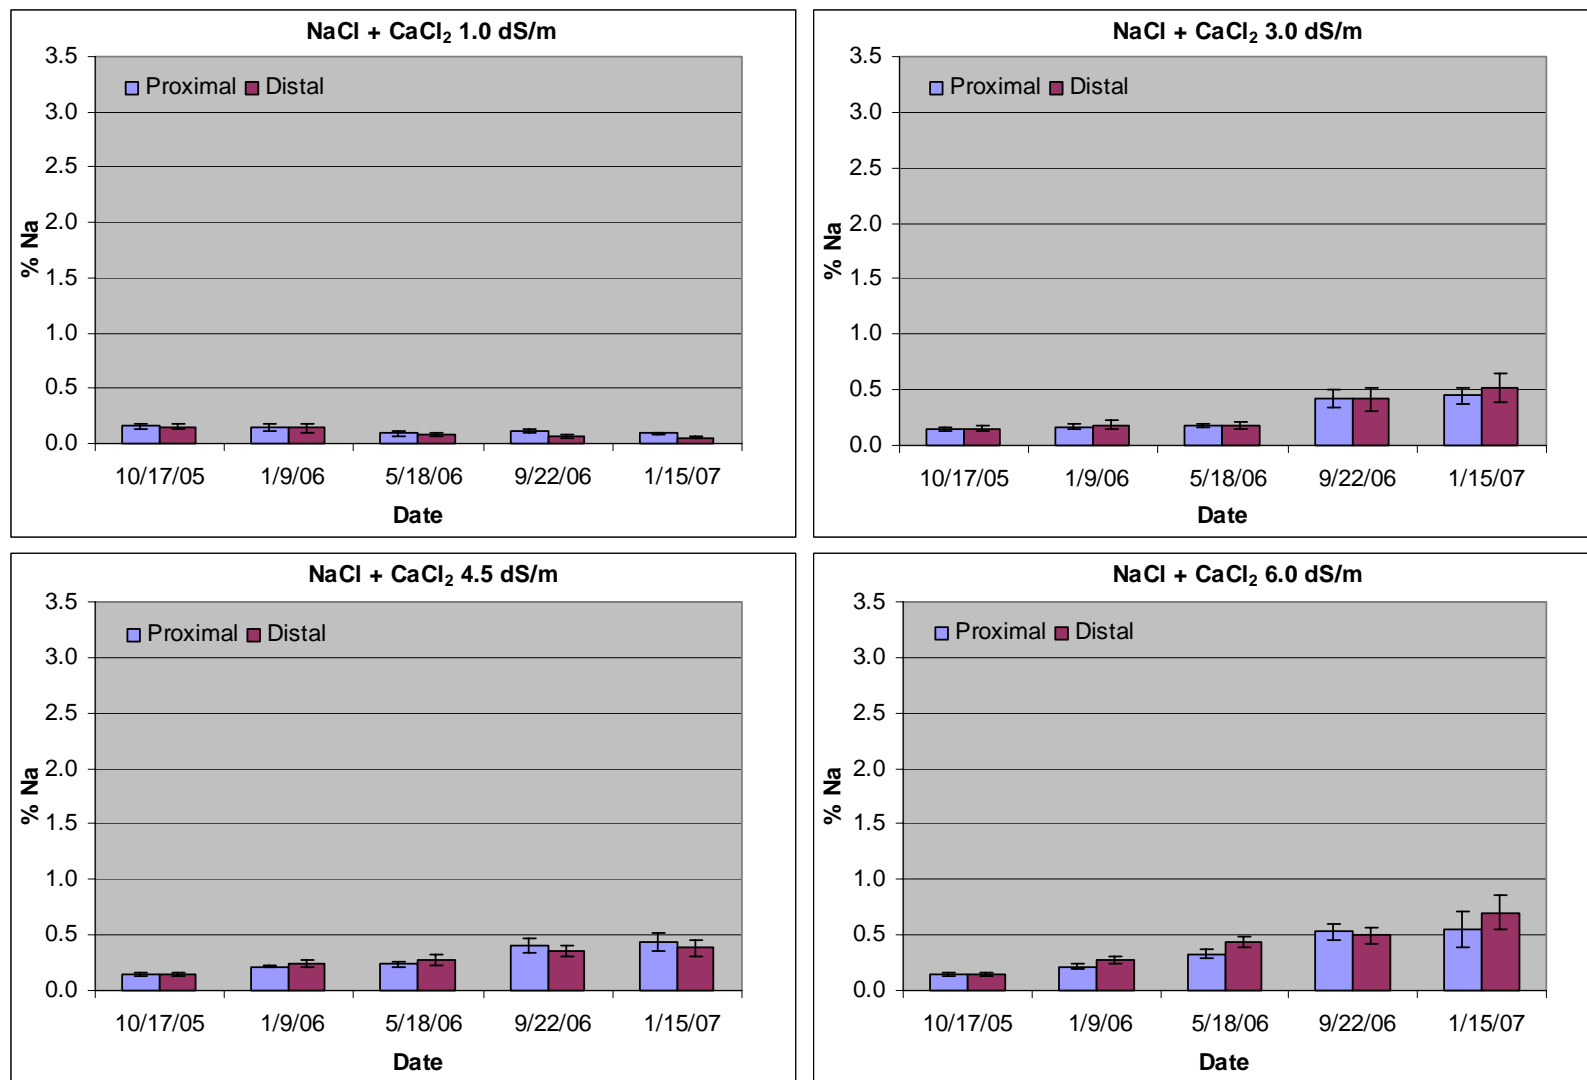 NaCl + CaCl₂ 1.0 dS/m
3.5
Proximal Distal
3.0
2.5
2.0
% Na
1.5
1.0
0.5
0.0
10/17/05 1/9/06 5/18/06 9/22/06 1/15/07
Date
NaCl + CaCl₂ 3.0 dS/m
3.5
Proximal Distal
3.0
2.5
2.0
% Na
1.5
1.0
0.5
0.0
10/17/05 1/9/06 5/18/06 9/22/06 1/15/07
Date
NaCl + CaCl₂ 4.5 dS/m
3.5
Proximal Distal
3.0
2.5
2.0
% Na
1.5
1.0
0.5
0.0
10/17/05 1/9/06 5/18/06 9/22/06 1/15/07
Date
NaCl + CaCl₂ 6.0 dS/m
3.5
Proximal Distal
3.0
2.5
2.0
% Na
1.5
1.0
0.5
0.0
10/17/05 1/9/06 5/18/06 9/22/06 1/15/07
Date